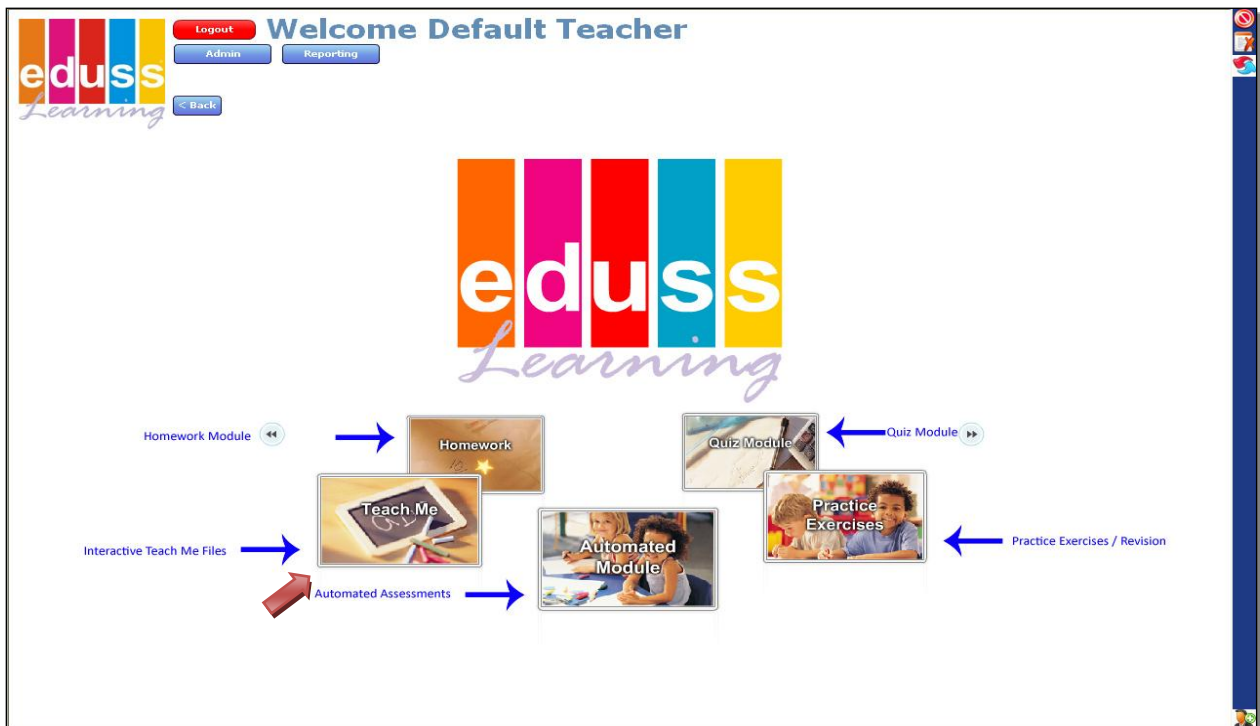 Logout Welcome Default Teacher
Admin Reporting
eduss
Learning
< Back
eduss
Learning
Homework Module
Homework
Quiz Module
Quiz Module
Teach Me
Practice
Exercises
Interactive Teach Me Files
Automated
Module
Practice Exercises / Revision
Automated Assessments